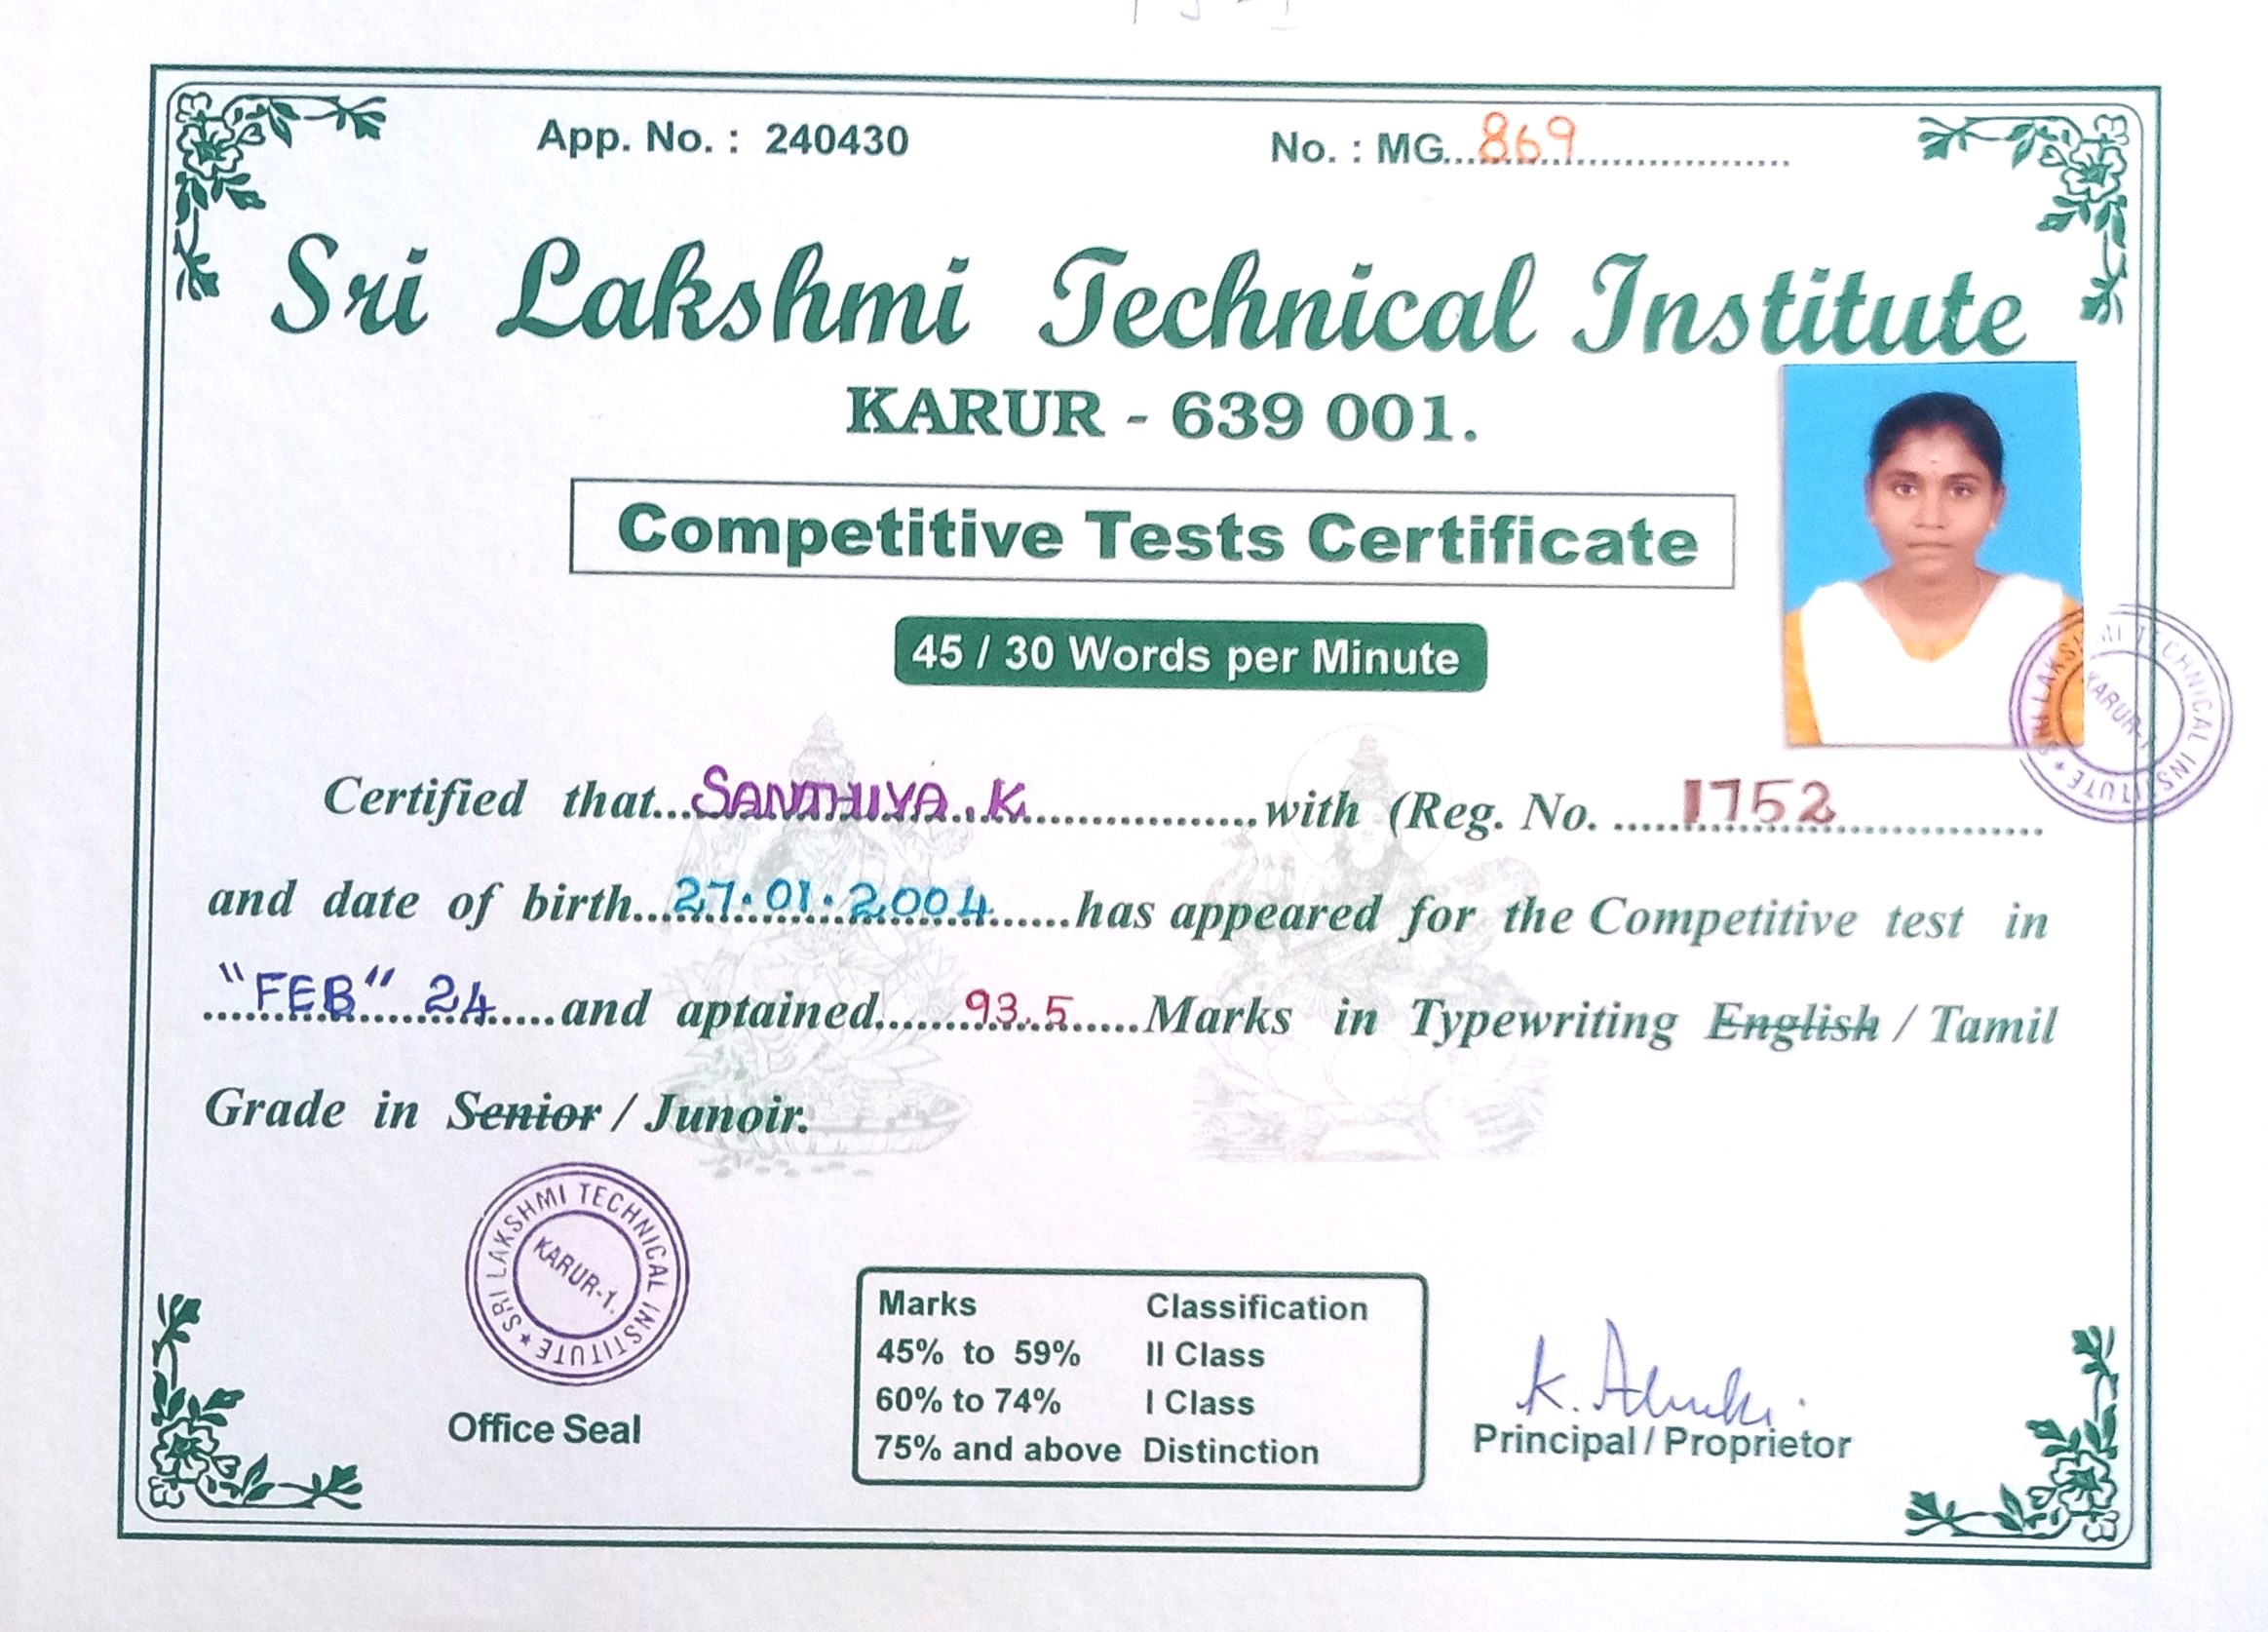 App. No. : 240430 No. : MG...869..............................
Sri Lakshmi Technical Institute
KARUR - 639 001.
Competitive Tests Certificate
45 / 30 Words per Minute
Certified that...SANTHIYA. K........................with (Reg. No. .....1752.......................
and date of birth...27.01.2004......has appeared for the Competitive test in
"FEB" 24.....and aptained.......93.5......Marks in Typewriting English / Tamil
Grade in Senior / Junoir.
SRI LAKSHMI TECHNICAL INSTITUTE
KARUR-1.
SRI LAKSHMI TECHNICAL INSTITUTE
KARUR-1.
Office Seal
Marks Classification
45% to 59% II Class
60% to 74% I Class
75% and above Distinction
Principal / Proprietor